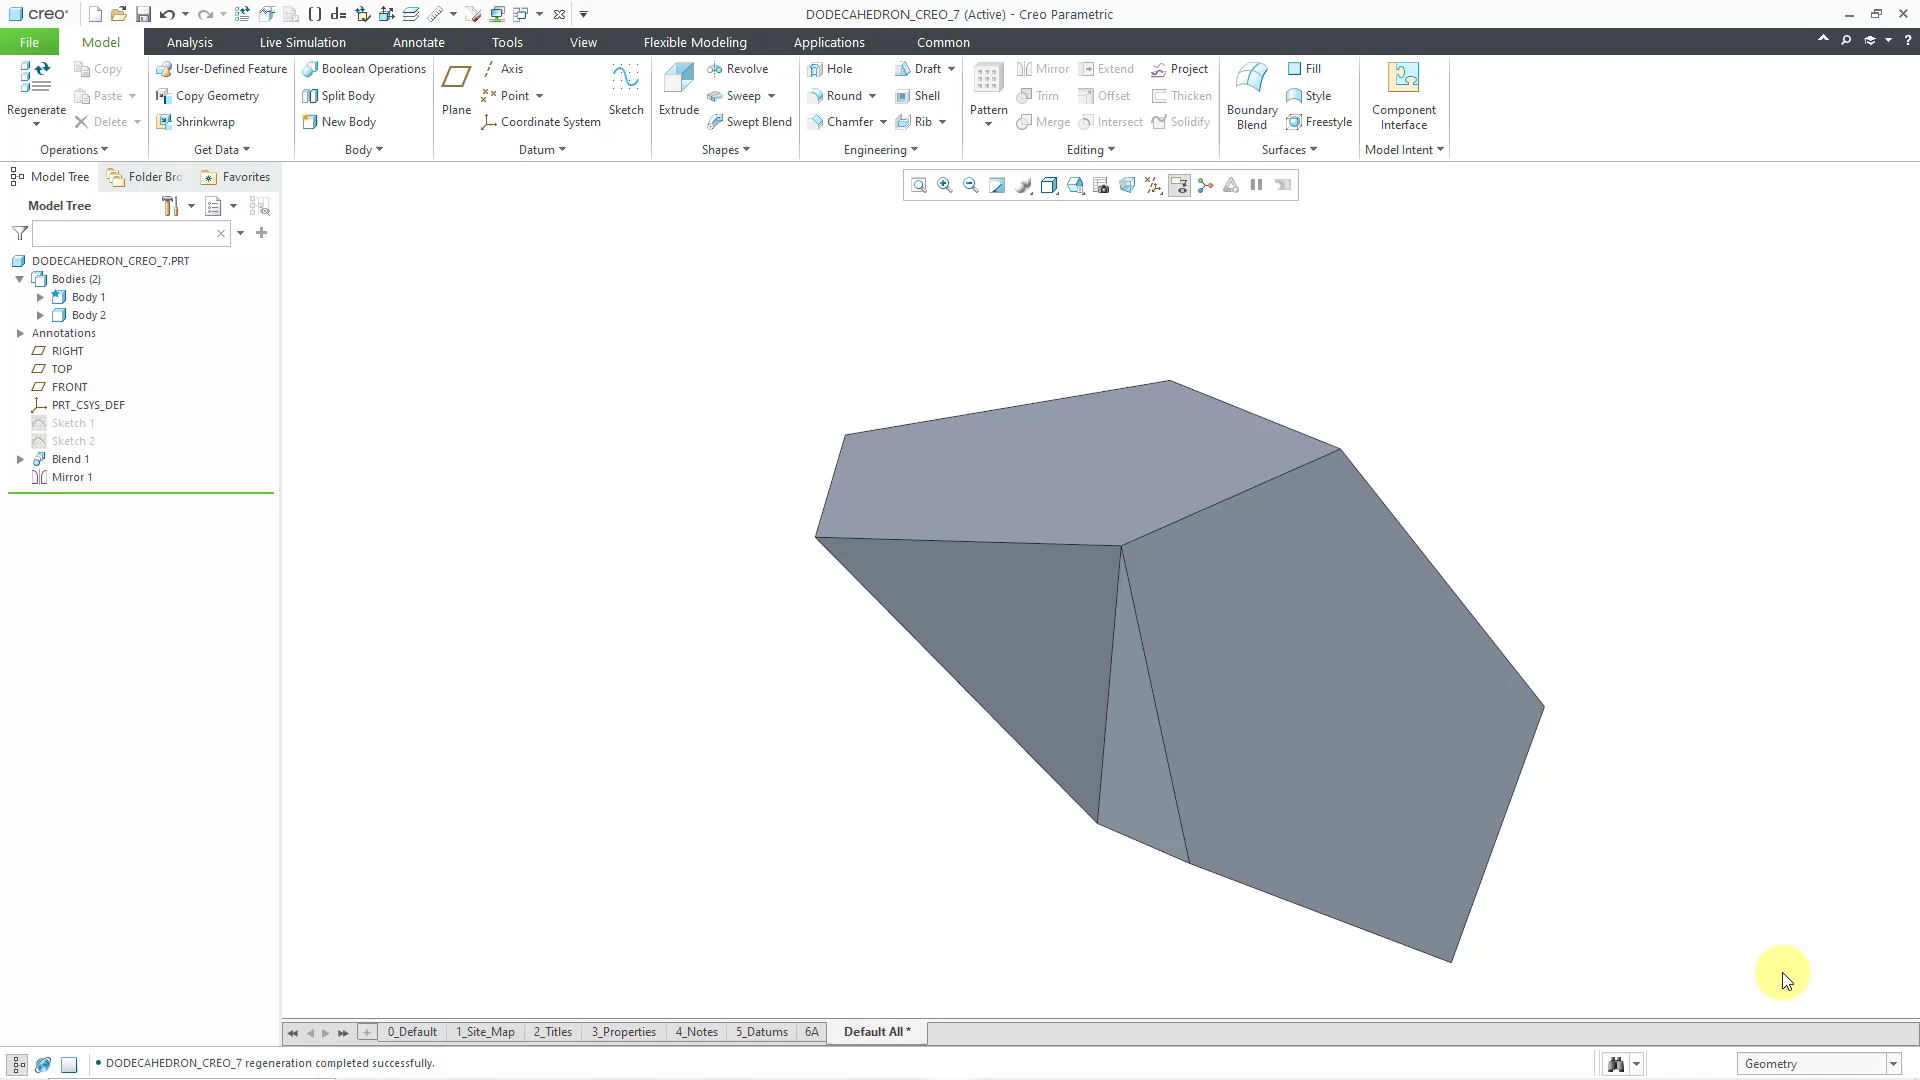 creo
DODECAHEDRON_CREO_7 (Active) - Creo Parametric
File Model Analysis Live Simulation Annotate Tools View Flexible Modeling Applications Common
Regenerate
Copy
Paste
Delete
Operations
User-Defined Feature
Copy Geometry
Shrinkwrap
Get Data
Boolean Operations
Split Body
New Body
Body
Plane
Axis
Point
Coordinate System
Sketch
Datum
Extrude
Revolve
Sweep
Swept Blend
Shapes
Hole
Round
Chamfer
Draft
Shell
Rib
Engineering
Pattern
Mirror
Trim
Merge
Extend
Offset
Intersect
Project
Thicken
Solidify
Editing
Boundary
Blend
Fill
Style
Freestyle
Surfaces
Component
Interface
Model Intent
Model Tree Folder Bro Favorites
Model Tree
DODECAHEDRON_CREO_7.PRT
Bodies (2)
Body 1
Body 2
Annotations
RIGHT
TOP
FRONT
PRT_CSYS_DEF
Sketch 1
Sketch 2
Blend 1
Mirror 1
0_Default 1_Site_Map 2_Titles 3_Properties 4_Notes 5_Datums 6A Default All *
• DODECAHEDRON_CREO_7 regeneration completed successfully.
Geometry